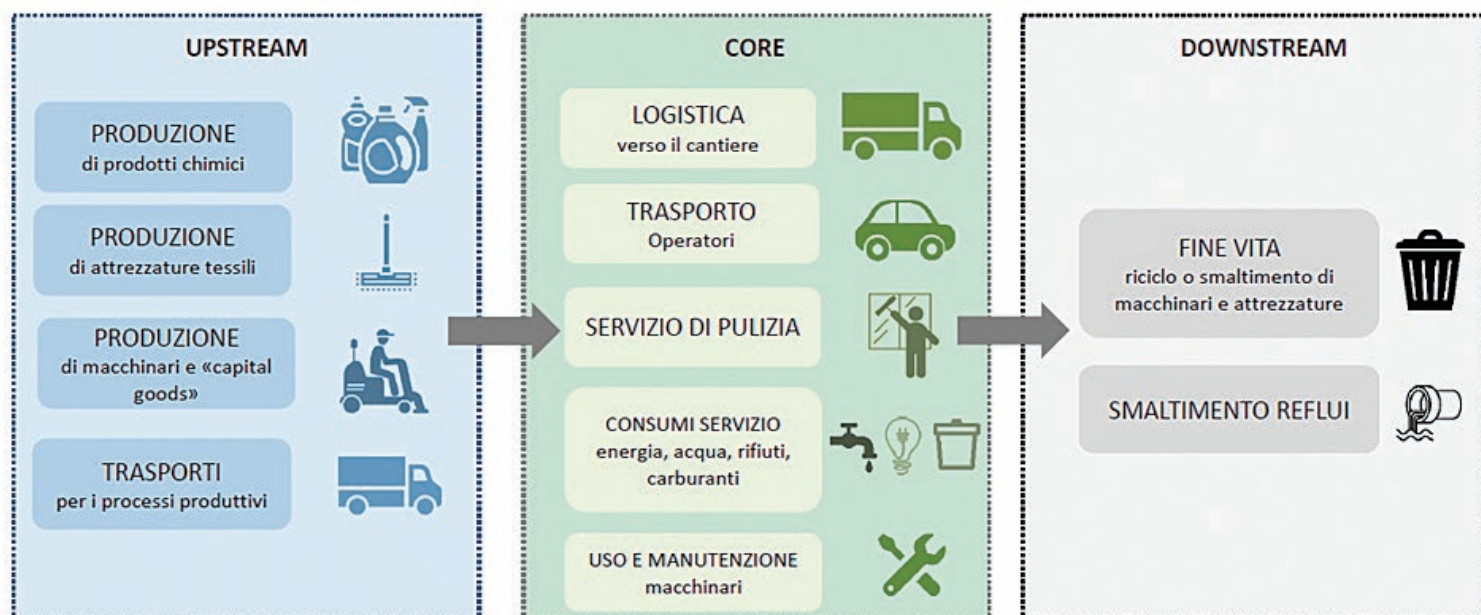 UPSTREAM
PRODUZIONE
di prodotti chimici
PRODUZIONE
di attrezzature tessili
PRODUZIONE
di macchinari e «capital
goods»
TRASPORTI
per i processi produttivi
CORE
LOGISTICA
verso il cantiere
TRASPORTO
Operatori
SERVIZIO DI PULIZIA
CONSUMI SERVIZIO
energia, acqua, rifiuti,
carburanti
USO E MANUTENZIONE
macchinari
DOWNSTREAM
FINE VITA
riciclo o smaltimento di
macchinari e attrezzature
SMALTIMENTO REFLUI